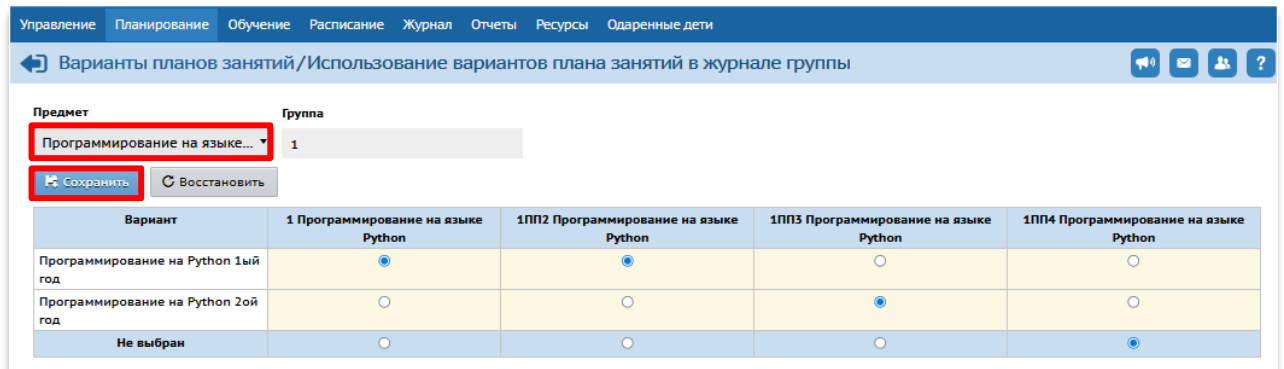 Управление Планирование Обучение Расписание Журнал Отчеты Ресурсы Одаренные дети
Варианты планов занятий/Использование вариантов плана занятий в журнале группы
?
Предмет Группа
Программирование на языке... 1
Сохранить Восстановить
Вариант 1 Программирование на языке 1ПП2 Программирование на языке 1ПП3 Программирование на языке 1ПП4 Программирование на языке
Python Python Python Python
Программирование на Python 1ый
год
Программирование на Python 2ой
год
Не выбран